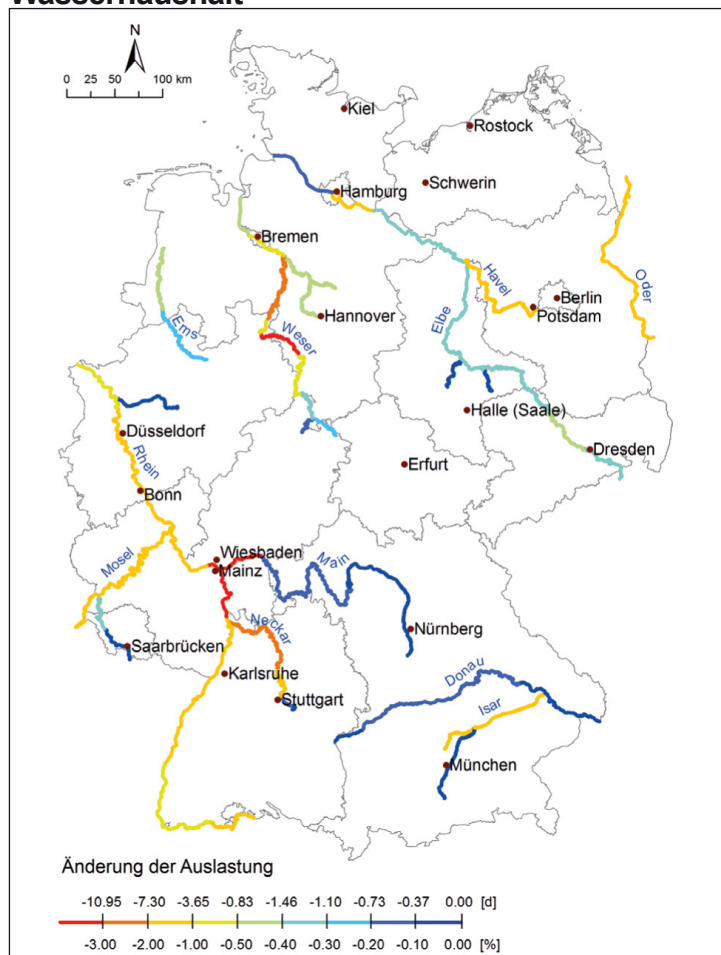 Wasserhaushalt
N
0 25 50 100 km
Kiel
Rostock
Schwerin
Hamburg
Bremen
Havel
Oder
Berlin
Potsdam
Hannover
Ems
Weser
Elbe
Halle (Saale)
Düsseldorf
Rhein
Dresden
Erfurt
Bonn
Mosel
Wiesbaden
Mainz
Main
Neckar
Nürnberg
Saarbrücken
Karlsruhe
Donau
Stuttgart
Isar
München
Änderung der Auslastung
-10.95 -7.30 -3.65 -0.83 -1.46 -1.10 -0.73 -0.37 0.00 [d]
-3.00 -2.00 -1.00 -0.50 -0.40 -0.30 -0.20 -0.10 0.00 [%]